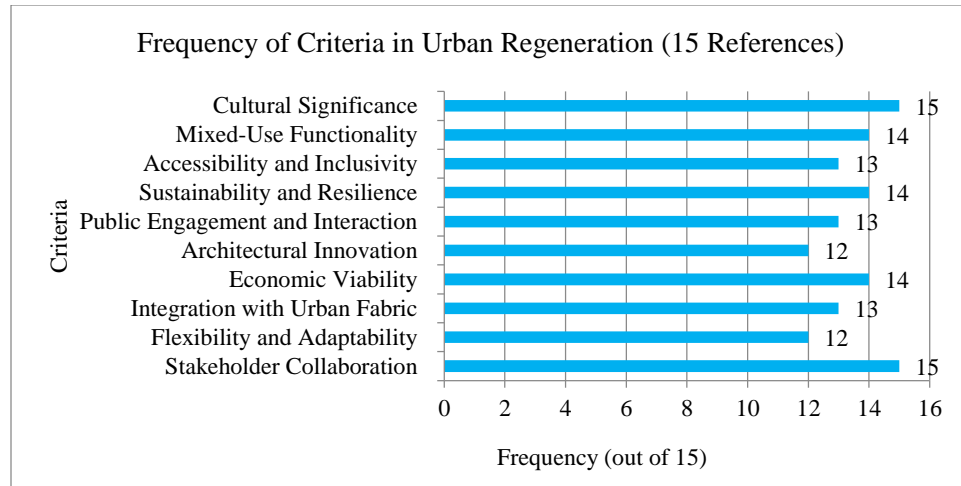 Frequency of Criteria in Urban Regeneration (15 References)
Criteria
Cultural Significance 15
Mixed-Use Functionality 14
Accessibility and Inclusivity 13
Sustainability and Resilience 14
Public Engagement and Interaction 13
Architectural Innovation 12
Economic Viability 14
Integration with Urban Fabric 13
Flexibility and Adaptability 12
Stakeholder Collaboration 15
0 2 4 6 8 10 12 14 16
Frequency (out of 15)